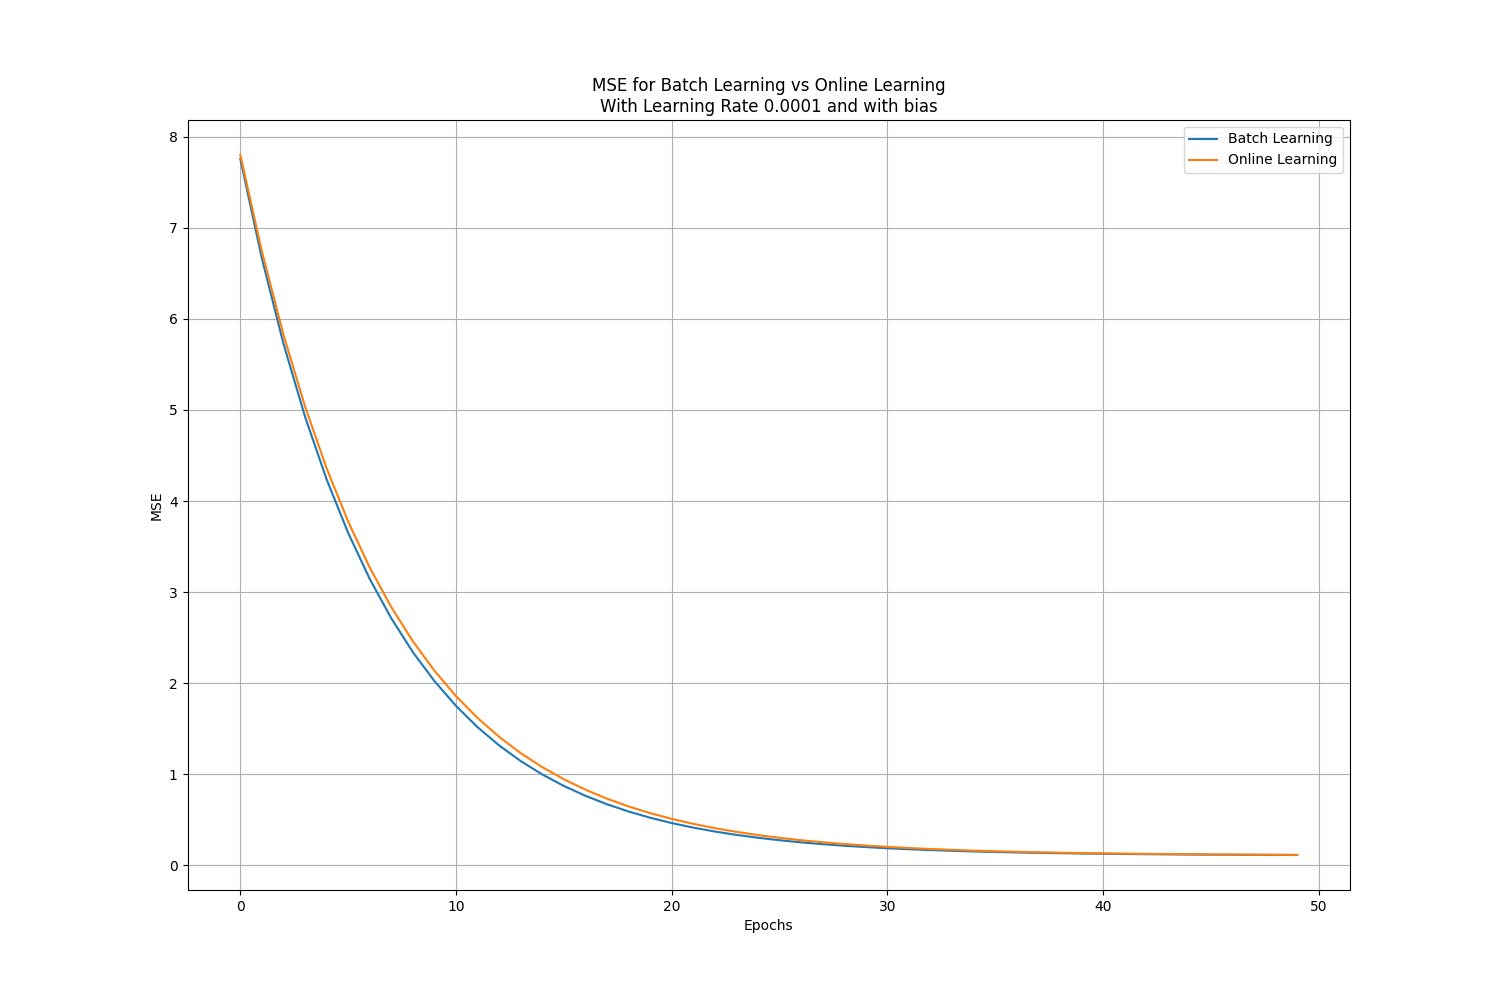 MSE for Batch Learning vs Online Learning
With Learning Rate 0.0001 and with bias
Batch Learning
Online Learning
8
7
6
5
4
3
2
1
0
MSE
0 10 20 30 40 50
Epochs